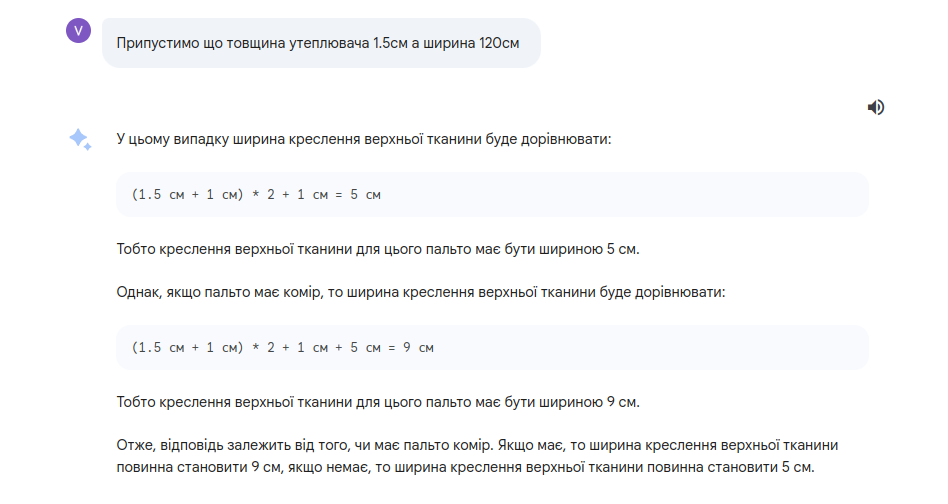 V
Припустимо що товщина утеплювача 1.5см а ширина 120см
У цьому випадку ширина креслення верхньої тканини буде дорівнювати:
(1.5 см + 1 см) * 2 + 1 см = 5 см
Тобто креслення верхньої тканини для цього пальто має бути шириною 5 см.
Однак, якщо пальто має комір, то ширина креслення верхньої тканини буде дорівнювати:
(1.5 см + 1 см) * 2 + 1 см + 5 см = 9 см
Тобто креслення верхньої тканини для цього пальто має бути шириною 9 см.
Отже, відповідь залежить від того, чи має пальто комір. Якщо має, то ширина креслення верхньої тканини
повинна становити 9 см, якщо немає, то ширина креслення верхньої тканини повинна становити 5 см.